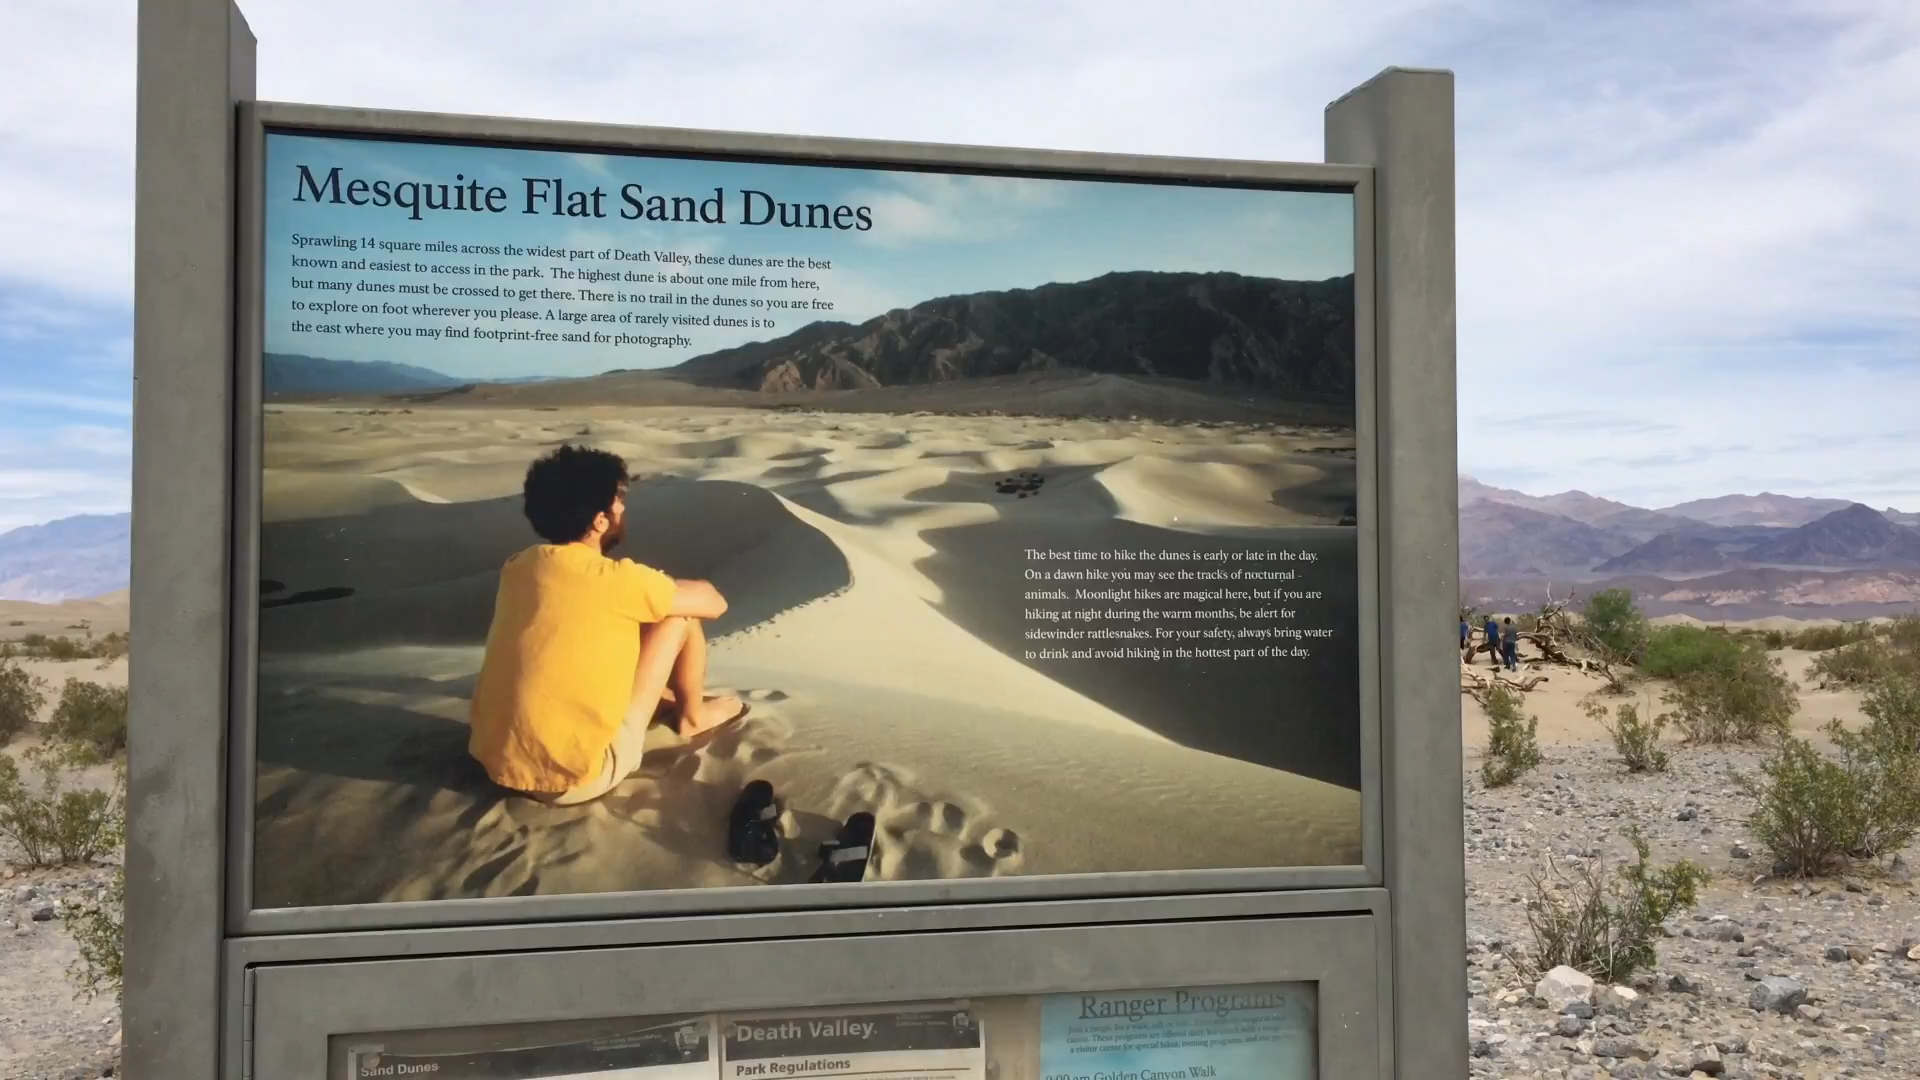 Mesquite Flat Sand Dunes
Sprawling 14 square miles across the widest part of Death Valley, these dunes are the best
known and easiest to access in the park. The highest dune is about one mile from here,
but many dunes must be crossed to get there. There is no trail in the dunes so you are free
to explore on foot wherever you please. A large area of rarely visited dunes is to
the east where you may find footprint-free sand for photography.
The best time to hike the dunes is early or late in the day.
On a dawn hike you may see the tracks of nocturnal
animals. Moonlight hikes are magical here, but if you are
hiking at night during the warm months, be alert for
sidewinder rattlesnakes. For your safety, always bring water
to drink and avoid hiking in the hottest part of the day.
Sand Dunes
Death Valley
Park Regulations
Ranger Programs
Golden Canyon Walk